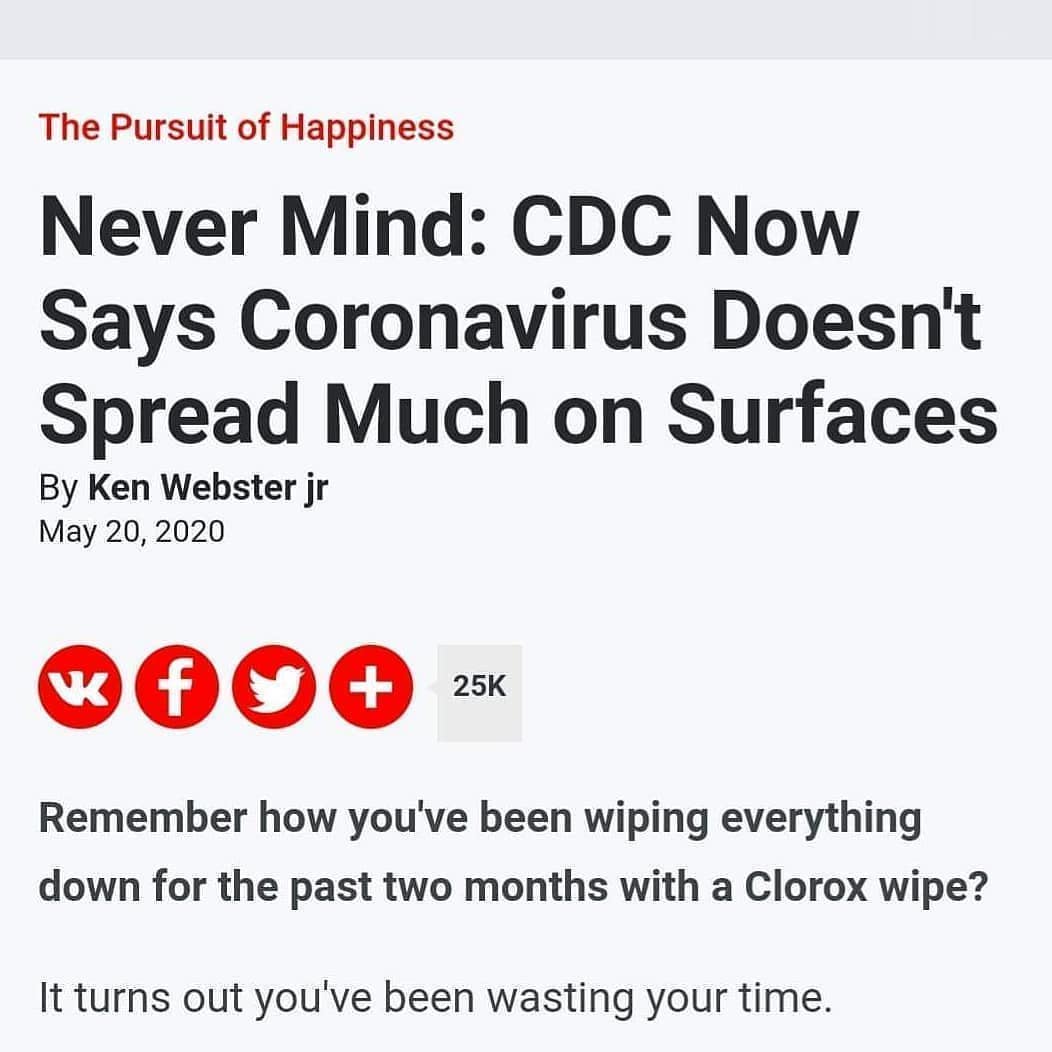 The Pursuit of Happiness
Never Mind: CDC Now
Says Coronavirus Doesn't
Spread Much on Surfaces
By Ken Webster jr
May 20, 2020
25K
Remember how you've been wiping everything
down for the past two months with a Clorox wipe?
It turns out you've been wasting your time.